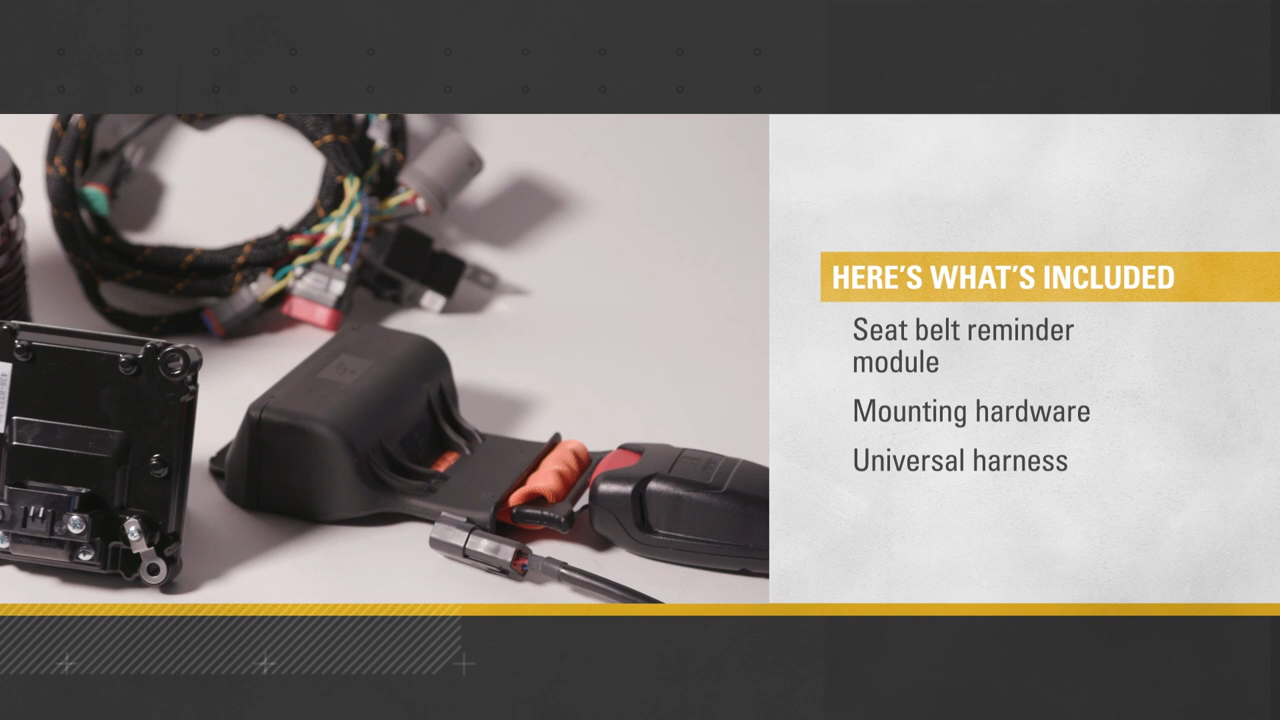 HERE'S WHAT'S INCLUDED
Seat belt reminder
module
Mounting hardware
Universal harness